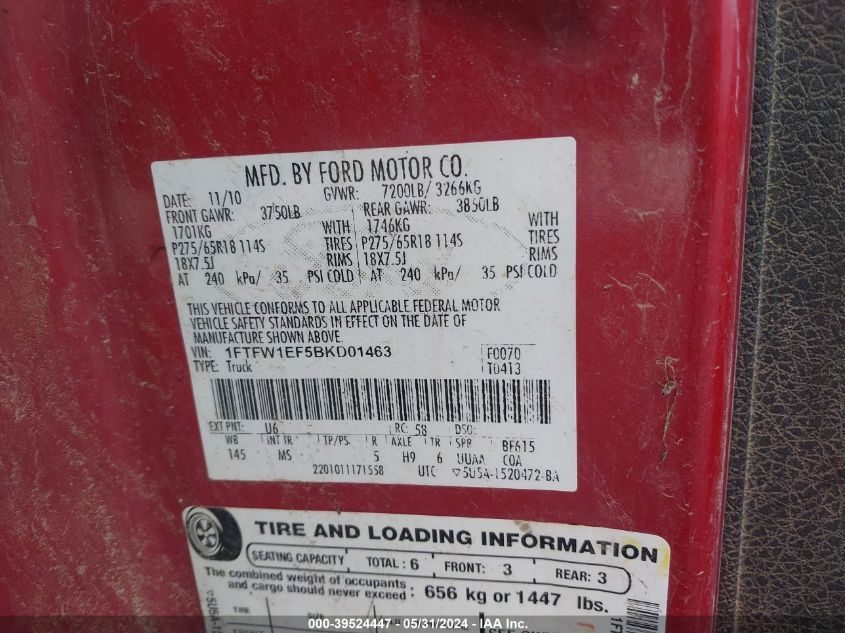 MFD. BY FORD MOTOR CO.
DATE: 11/10 GVWR: 7200LB/ 3266KG
FRONT GAWR: 3750LB REAR GAWR: 3850LB
1701KG WITH 1746KG WITH
P275/65R18 114S TIRES P275/65R18 114S TIRES
18X7.5J RIMS 18X7.5J RIMS
AT 240 kPa/ 35 PSI COLD AT 240 kPa/ 35 PSI COLD
THIS VEHICLE CONFORMS TO ALL APPLICABLE FEDERAL MOTOR
VEHICLE SAFETY STANDARDS IN EFFECT ON THE DATE OF
MANUFACTURE SHOWN ABOVE.
VIN: 1FTFW1EF5BKD01463 F0070
TYPE: Truck T0413
EXT PNT: U6 RC: 58 DSO:
WB INT TR TP/PS R AXLE TR SPR BF615
145 MS 5 H9 6 UUAA COA
2201011171558 UTC ▽5U5A-1520472-BA
TIRE AND LOADING INFORMATION
SEATING CAPACITY TOTAL: 6 FRONT: 3 REAR: 3
The combined weight of occupants
and cargo should never exceed: 656 kg or 1447 lbs.
TIRE
000-39524447 - 05/31/2024 - IAA Inc.